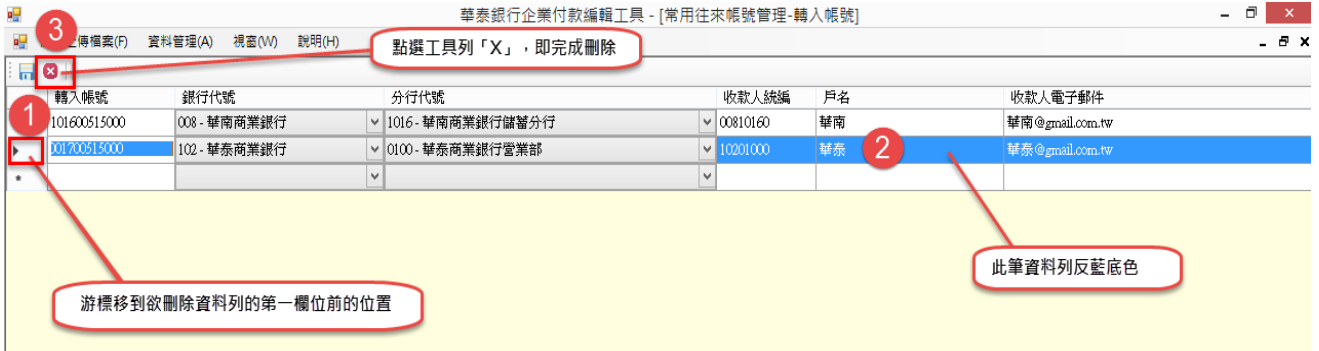 華泰銀行企業付款編輯工具 - [常用往來帳號管理-轉入帳號]
3
上傳檔案(F) 資料管理(A) 視窗(W) 說明(H)
點選工具列「X」，即完成刪除
轉入帳號 銀行代號 分行代號 收款人統編 戶名 收款人電子郵件
1
101600515000 008 - 華南商業銀行 1016 - 華南商業銀行儲蓄分行 00810160 華南 華南@gmail.com.tw
001700515000 102 - 華泰商業銀行 0100 - 華泰商業銀行營業部 10201000 華泰 華泰@gmail.com.tw
2
*
此筆資料列反藍底色
游標移到欲刪除資料列的第一欄位前的位置